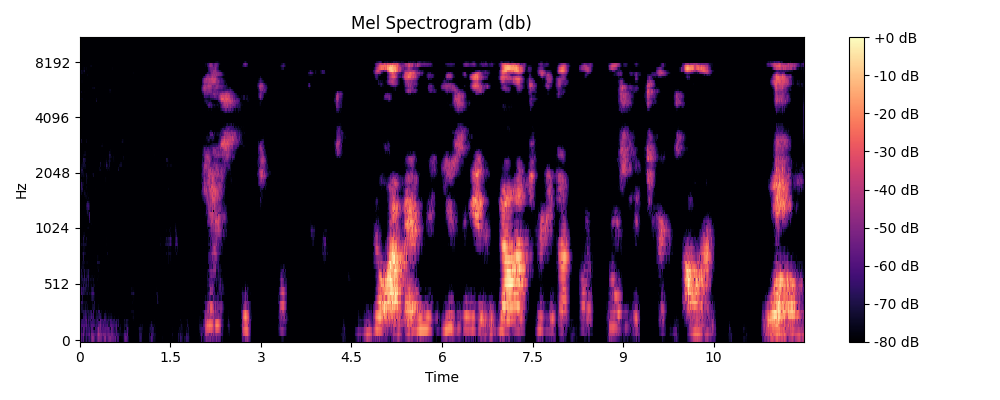 Mel Spectrogram (db)
8192
4096
2048
1024
512
0
Hz
0 1.5 3 4.5 6 7.5 9 10
Time
+0 dB
-10 dB
-20 dB
-30 dB
-40 dB
-50 dB
-60 dB
-70 dB
-80 dB